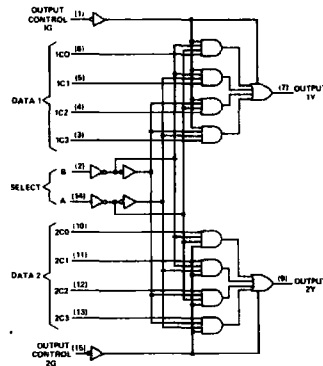 OUTPUT
CONTROL (1)
1G
1C0 (6)
1C1 (5)
DATA 1
1C2 (4)
1C3 (3)
(7) OUTPUT
1Y
B (2)
SELECT
A (14)
2C0 (10)
2C1 (11)
DATA 2
2C2 (12)
2C3 (13)
(9) OUTPUT
2Y
OUTPUT (15)
CONTROL
2G